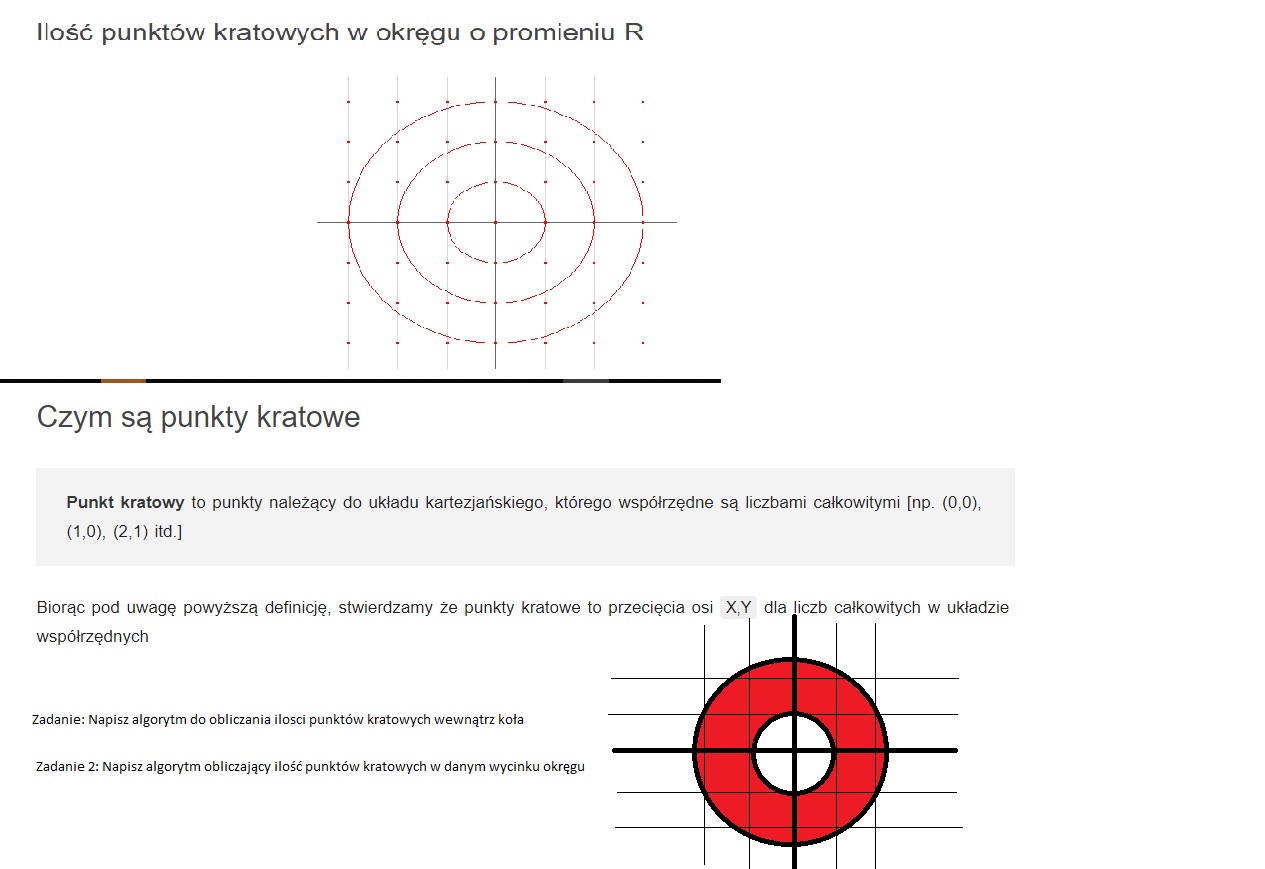 Ilość punktów kratowych w okręgu o promieniu R
Czym są punkty kratowe
Punkt kratowy to punkty należący do układu kartezjańskiego, którego współrzędne są liczbami całkowitymi [np. (0,0),
(1,0), (2,1) itd.]
Biorąc pod uwagę powyższą definicję, stwierdzamy że punkty kratowe to przecięcia osi X,Y dla liczb całkowitych w układzie
współrzędnych
Zadanie: Napisz algorytm do obliczania ilosci punktów kratowych wewnątrz koła
Zadanie 2: Napisz algorytm obliczający ilość punktów kratowych w danym wycinku okręgu